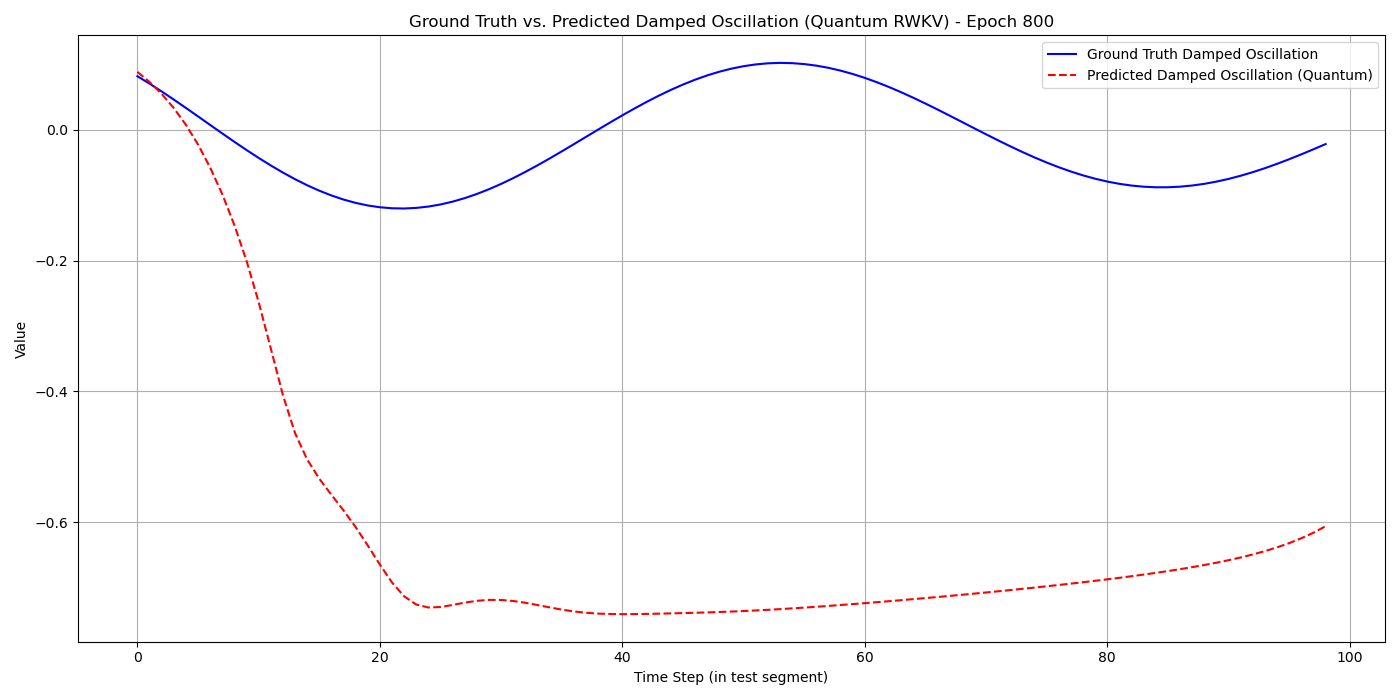 Ground Truth vs. Predicted Damped Oscillation (Quantum RWKV) - Epoch 800
Ground Truth Damped Oscillation
Predicted Damped Oscillation (Quantum)
Value
0.0
−0.2
−0.4
−0.6
0 20 40 60 80 100
Time Step (in test segment)